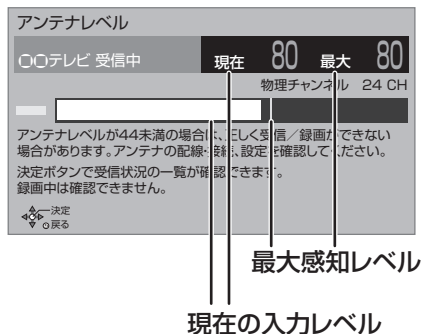 アンテナレベル
○○テレビ 受信中 現在 80 最大 80
物理チャンネル 24 CH
アンテナレベルが44未満の場合は、正しく受信／録画ができない
場合があります。アンテナの配線・接続、設定を確認してください。
決定ボタンで受信状況の一覧が確認できます。
録画中は確認できません。
決定
戻る
最大感知レベル
現在の入力レベル